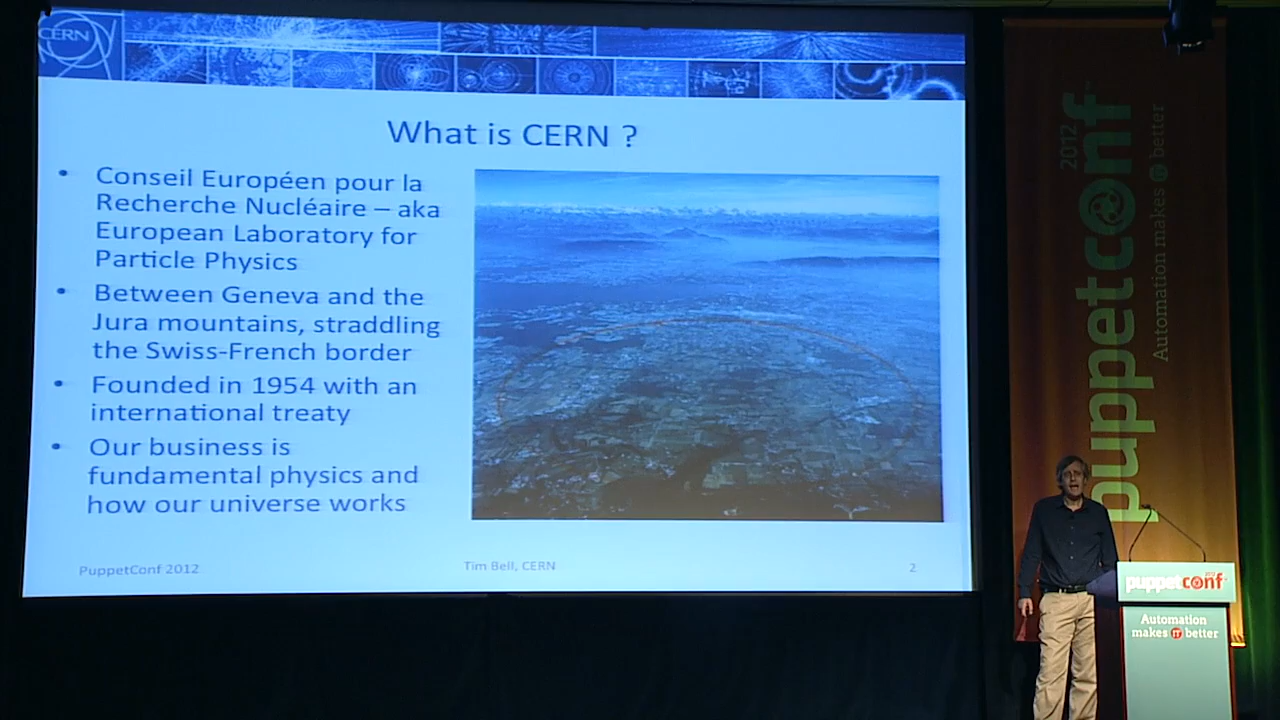 CERN
What is CERN ?
• Conseil Européen pour la
Recherche Nucléaire – aka
European Laboratory for
Particle Physics
• Between Geneva and the
Jura mountains, straddling
the Swiss-French border
• Founded in 1954 with an
international treaty
• Our business is
fundamental physics and
how our universe works
PuppetConf 2012
Tim Bell, CERN
2
puppetconf 2012
Automation makes IT better
puppetconf 2012
Automation
makes IT better